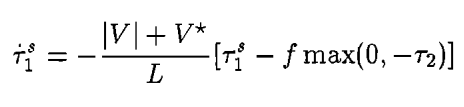 $\dot{\tau}_1^s = -\frac{|V| + V^\star}{L}[\tau_1^s - f \max(0, -\tau_2)]$